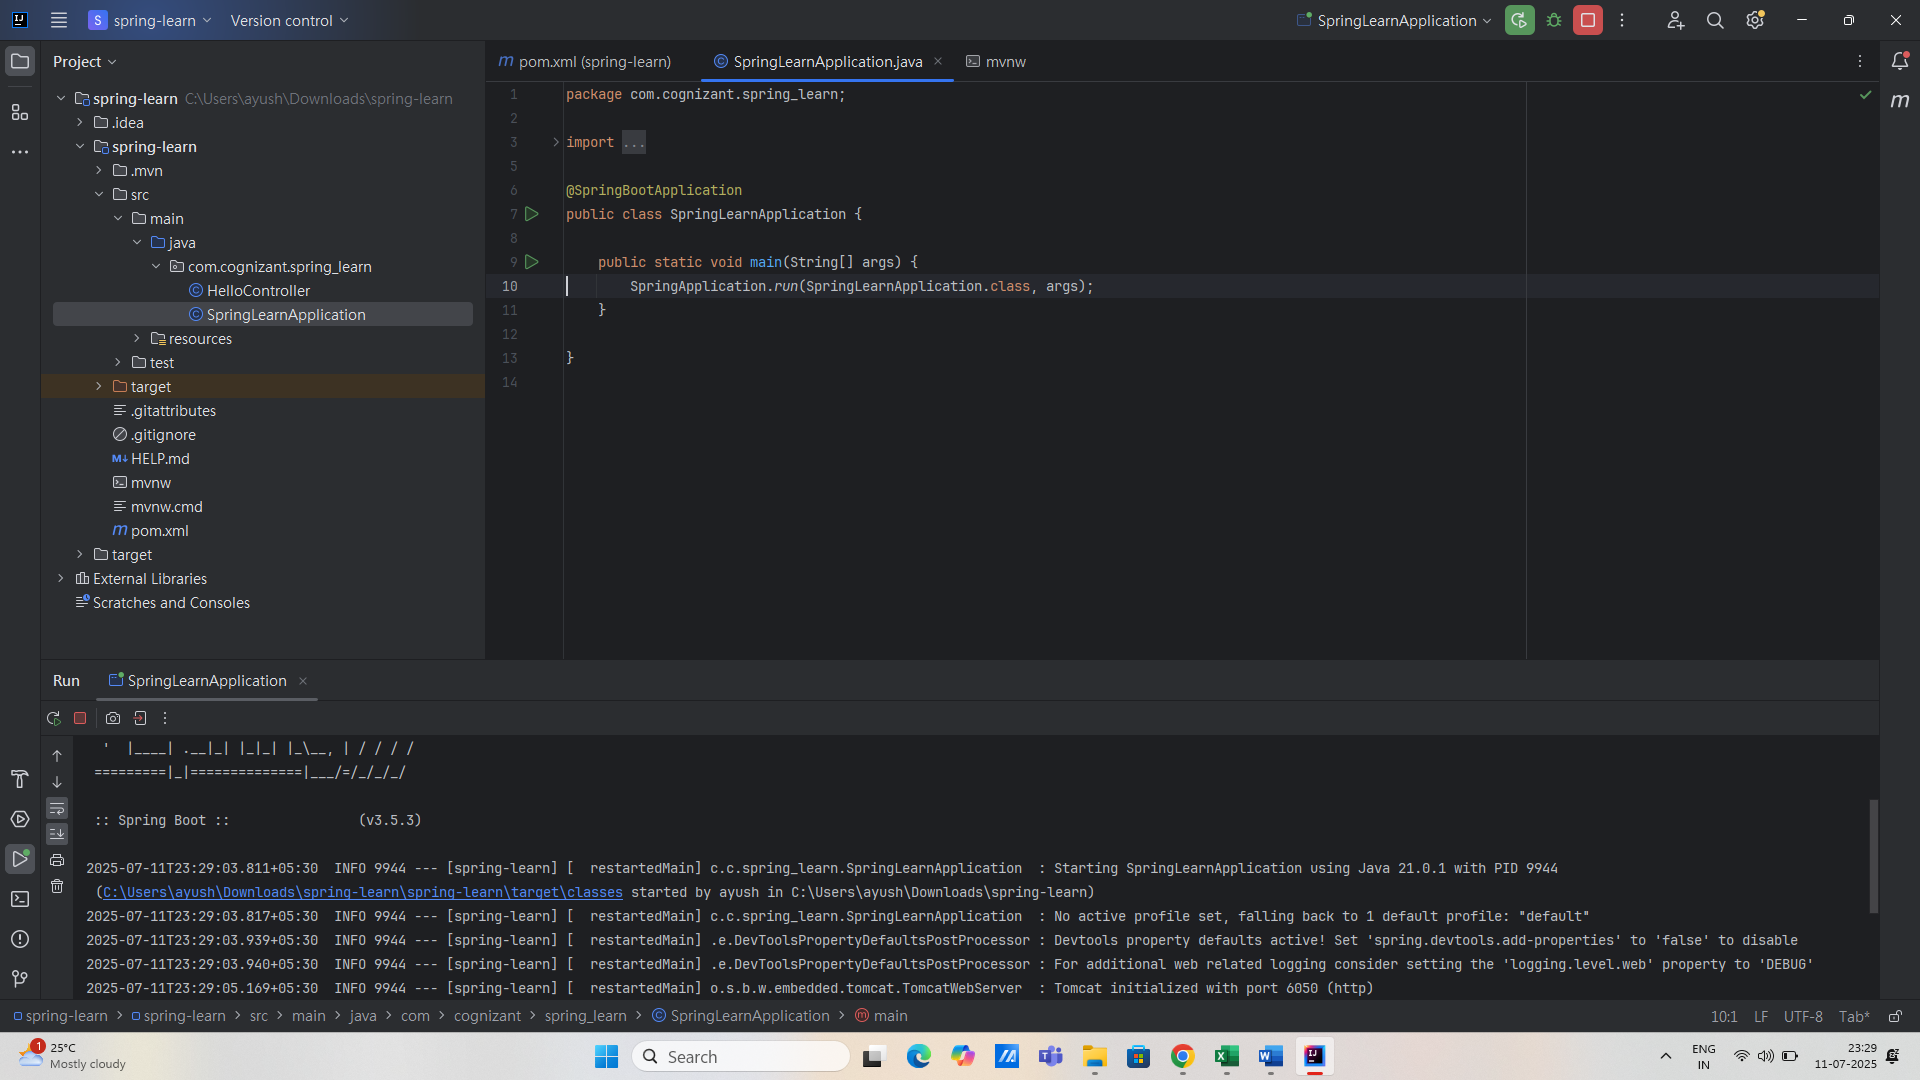 S spring-learn Version control SpringLearnApplication
Project
pom.xml (spring-learn) SpringLearnApplication.java mvnw
spring-learn C:\Users\ayush\Downloads\spring-learn
.idea
spring-learn
.mvn
src
main
java
com.cognizant.spring_learn
HelloController
SpringLearnApplication
resources
test
target
.gitattributes
.gitignore
HELP.md
mvnw
mvnw.cmd
pom.xml
target
External Libraries
Scratches and Consoles
1 package com.cognizant.spring_learn;
2
3 import ...
5
6 @SpringBootApplication
7 public class SpringLearnApplication {
8
9 public static void main(String[] args) {
10 SpringApplication.run(SpringLearnApplication.class, args);
11 }
12
13 }
14
Run SpringLearnApplication
'  |____| .__|_| |_|_| |_\__, | / / / /
=========|_|==============|___/=/_/_/_/
:: Spring Boot :: (v3.5.3)
2025-07-11T23:29:03.811+05:30  INFO 9944 --- [spring-learn] [  restartedMain] c.c.spring_learn.SpringLearnApplication  : Starting SpringLearnApplication using Java 21.0.1 with PID 9944
(C:\Users\ayush\Downloads\spring-learn\spring-learn\target\classes started by ayush in C:\Users\ayush\Downloads\spring-learn)
2025-07-11T23:29:03.817+05:30  INFO 9944 --- [spring-learn] [  restartedMain] c.c.spring_learn.SpringLearnApplication  : No active profile set, falling back to 1 default profile: "default"
2025-07-11T23:29:03.939+05:30  INFO 9944 --- [spring-learn] [  restartedMain] .e.DevToolsPropertyDefaultsPostProcessor : Devtools property defaults active! Set 'spring.devtools.add-properties' to 'false' to disable
2025-07-11T23:29:03.940+05:30  INFO 9944 --- [spring-learn] [  restartedMain] .e.DevToolsPropertyDefaultsPostProcessor : For additional web related logging consider setting the 'logging.level.web' property to 'DEBUG'
2025-07-11T23:29:05.169+05:30  INFO 9944 --- [spring-learn] [  restartedMain] o.s.b.w.embedded.tomcat.TomcatWebServer  : Tomcat initialized with port 6050 (http)
spring-learn > spring-learn > src > main > java > com > cognizant > spring_learn > SpringLearnApplication > main 10:1 LF UTF-8 Tab*
1 25°C
Mostly cloudy
Search
ENG
IN
23:29
11-07-2025